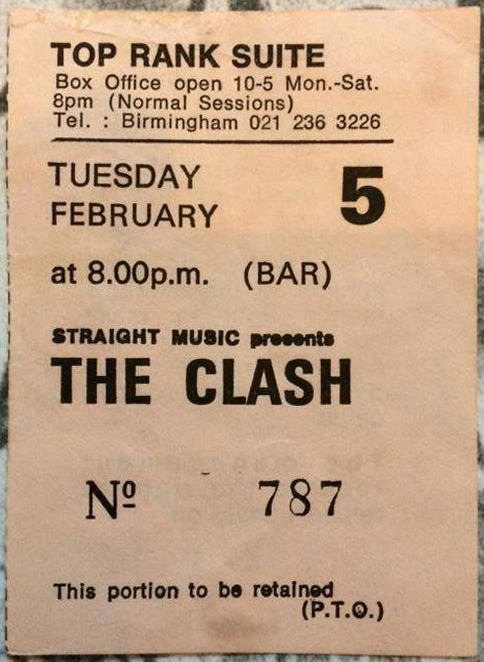 TOP RANK SUITE
Box Office open 10-5 Mon.-Sat.
8pm (Normal Sessions)
Tel. : Birmingham 021 236 3226
TUESDAY
FEBRUARY 5
at 8.00p.m. (BAR)
STRAIGHT MUSIC presents
THE CLASH
Nº 787
This portion to be retained
(P.T.O.)